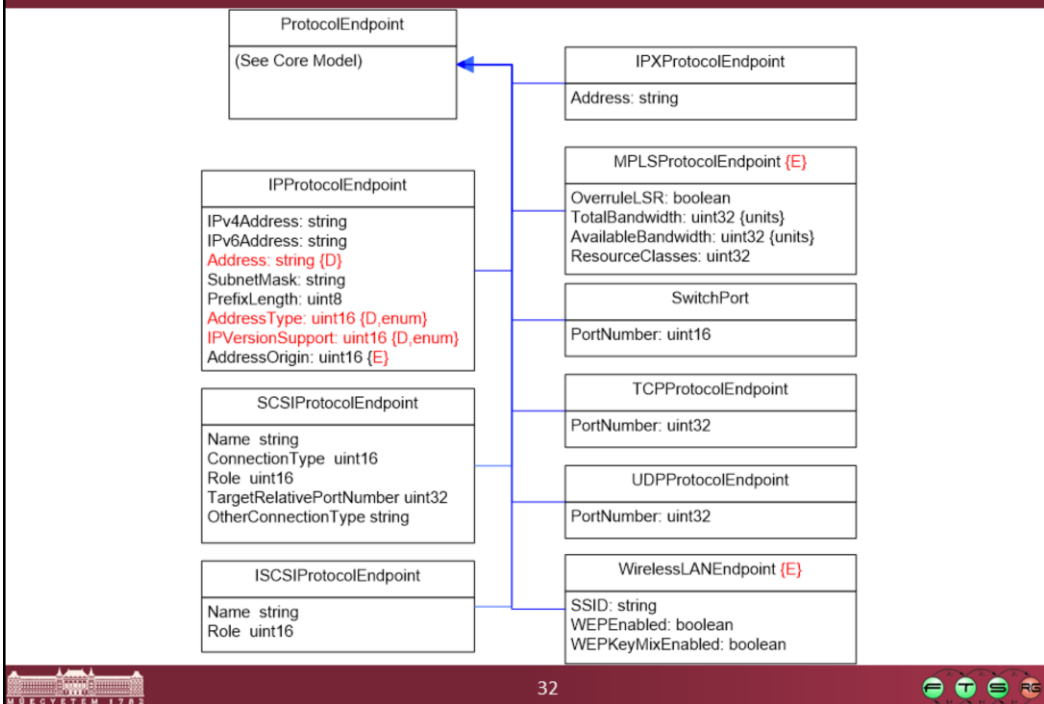 ProtocolEndpoint
(See Core Model)
IPProtocolEndpoint
IPv4Address: string
IPv6Address: string
Address: string {D}
SubnetMask: string
PrefixLength: uint8
AddressType: uint16 {D,enum}
IPVersionSupport: uint16 {D,enum}
AddressOrigin: uint16 {E}
SCSIProtocolEndpoint
Name string
ConnectionType uint16
Role uint16
TargetRelativePortNumber uint32
OtherConnectionType string
ISCSIProtocolEndpoint
Name string
Role uint16
IPXProtocolEndpoint
Address: string
MPLSProtocolEndpoint {E}
OverruleLSR: boolean
TotalBandwidth: uint32 {units}
AvailableBandwidth: uint32 {units}
ResourceClasses: uint32
SwitchPort
PortNumber: uint16
TCPProtocolEndpoint
PortNumber: uint32
UDPProtocolEndpoint
PortNumber: uint32
WirelessLANEndpoint {E}
SSID: string
WEPEnabled: boolean
WEPKeyMixEnabled: boolean
MŰEGYETEM 1782
32
F T S RG